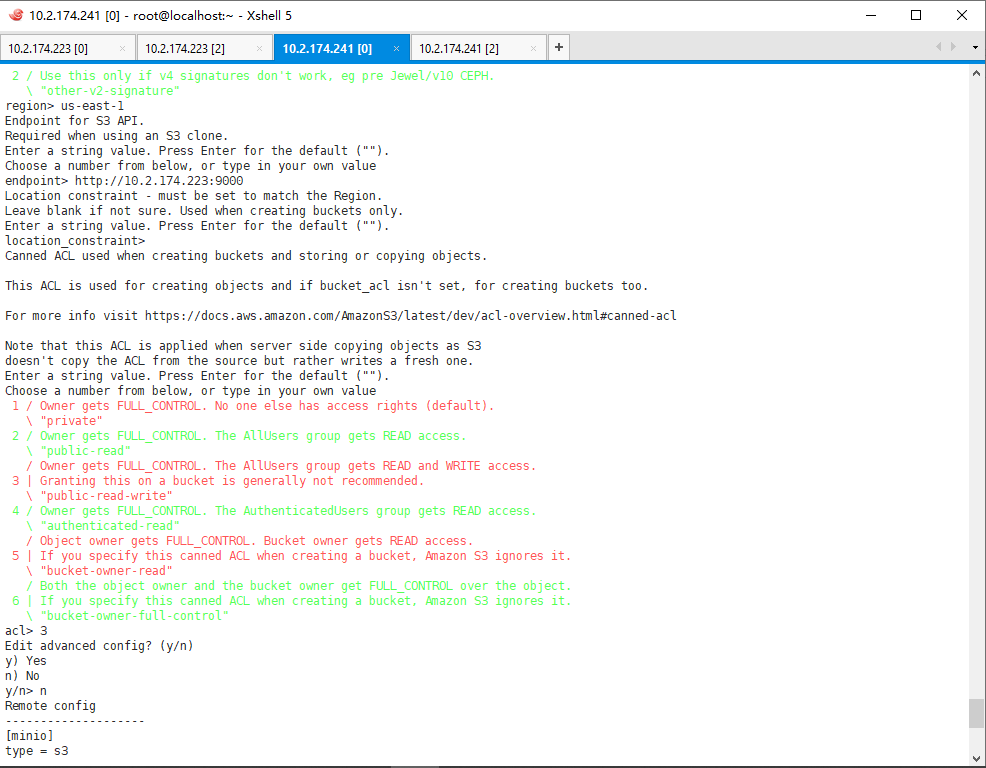 10.2.174.241 [0] - root@localhost:~ - Xshell 5
10.2.174.223 [0] × 10.2.174.223 [2] × 10.2.174.241 [0] × 10.2.174.241 [2] × +
2 / Use this only if v4 signatures don't work, eg pre Jewel/v10 CEPH.
\ "other-v2-signature"
region> us-east-1
Endpoint for S3 API.
Required when using an S3 clone.
Enter a string value. Press Enter for the default ("").
Choose a number from below, or type in your own value
endpoint> http://10.2.174.223:9000
Location constraint - must be set to match the Region.
Leave blank if not sure. Used when creating buckets only.
Enter a string value. Press Enter for the default ("").
location_constraint>
Canned ACL used when creating buckets and storing or copying objects.
This ACL is used for creating objects and if bucket_acl isn't set, for creating buckets too.
For more info visit https://docs.aws.amazon.com/AmazonS3/latest/dev/acl-overview.html#canned-acl
Note that this ACL is applied when server side copying objects as S3
doesn't copy the ACL from the source but rather writes a fresh one.
Enter a string value. Press Enter for the default ("").
Choose a number from below, or type in your own value
1 / Owner gets FULL_CONTROL. No one else has access rights (default).
\ "private"
2 / Owner gets FULL_CONTROL. The AllUsers group gets READ access.
\ "public-read"
/ Owner gets FULL_CONTROL. The AllUsers group gets READ and WRITE access.
3 | Granting this on a bucket is generally not recommended.
\ "public-read-write"
4 / Owner gets FULL_CONTROL. The AuthenticatedUsers group gets READ access.
\ "authenticated-read"
/ Object owner gets FULL_CONTROL. Bucket owner gets READ access.
5 | If you specify this canned ACL when creating a bucket, Amazon S3 ignores it.
\ "bucket-owner-read"
/ Both the object owner and the bucket owner get FULL_CONTROL over the object.
6 | If you specify this canned ACL when creating a bucket, Amazon S3 ignores it.
\ "bucket-owner-full-control"
acl> 3
Edit advanced config? (y/n)
y) Yes
n) No
y/n> n
Remote config
--------------------
[minio]
type = s3